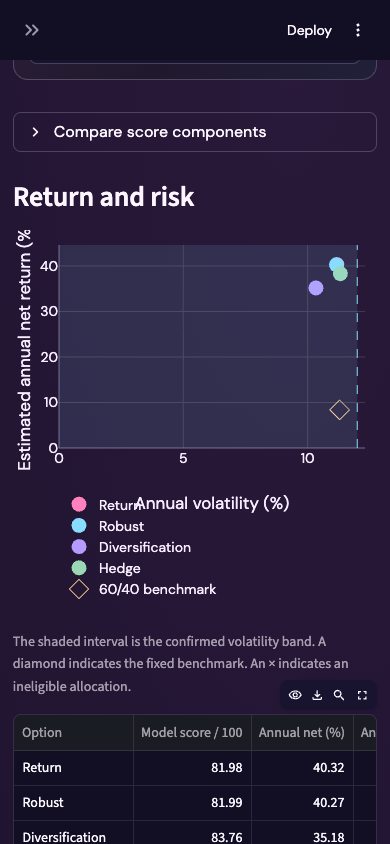 Deploy
Compare score components
Return and risk
Estimated annual net return (%
40
30
20
10
0
0 5 10
Annual volatility (%)
Return
Robust
Diversification
Hedge
60/40 benchmark
The shaded interval is the confirmed volatility band. A
diamond indicates the fixed benchmark. An × indicates an
ineligible allocation.
Option Model score / 100 Annual net (%) An
Return 81.98 40.32
Robust 81.99 40.27
Diversification 83.76 35.18